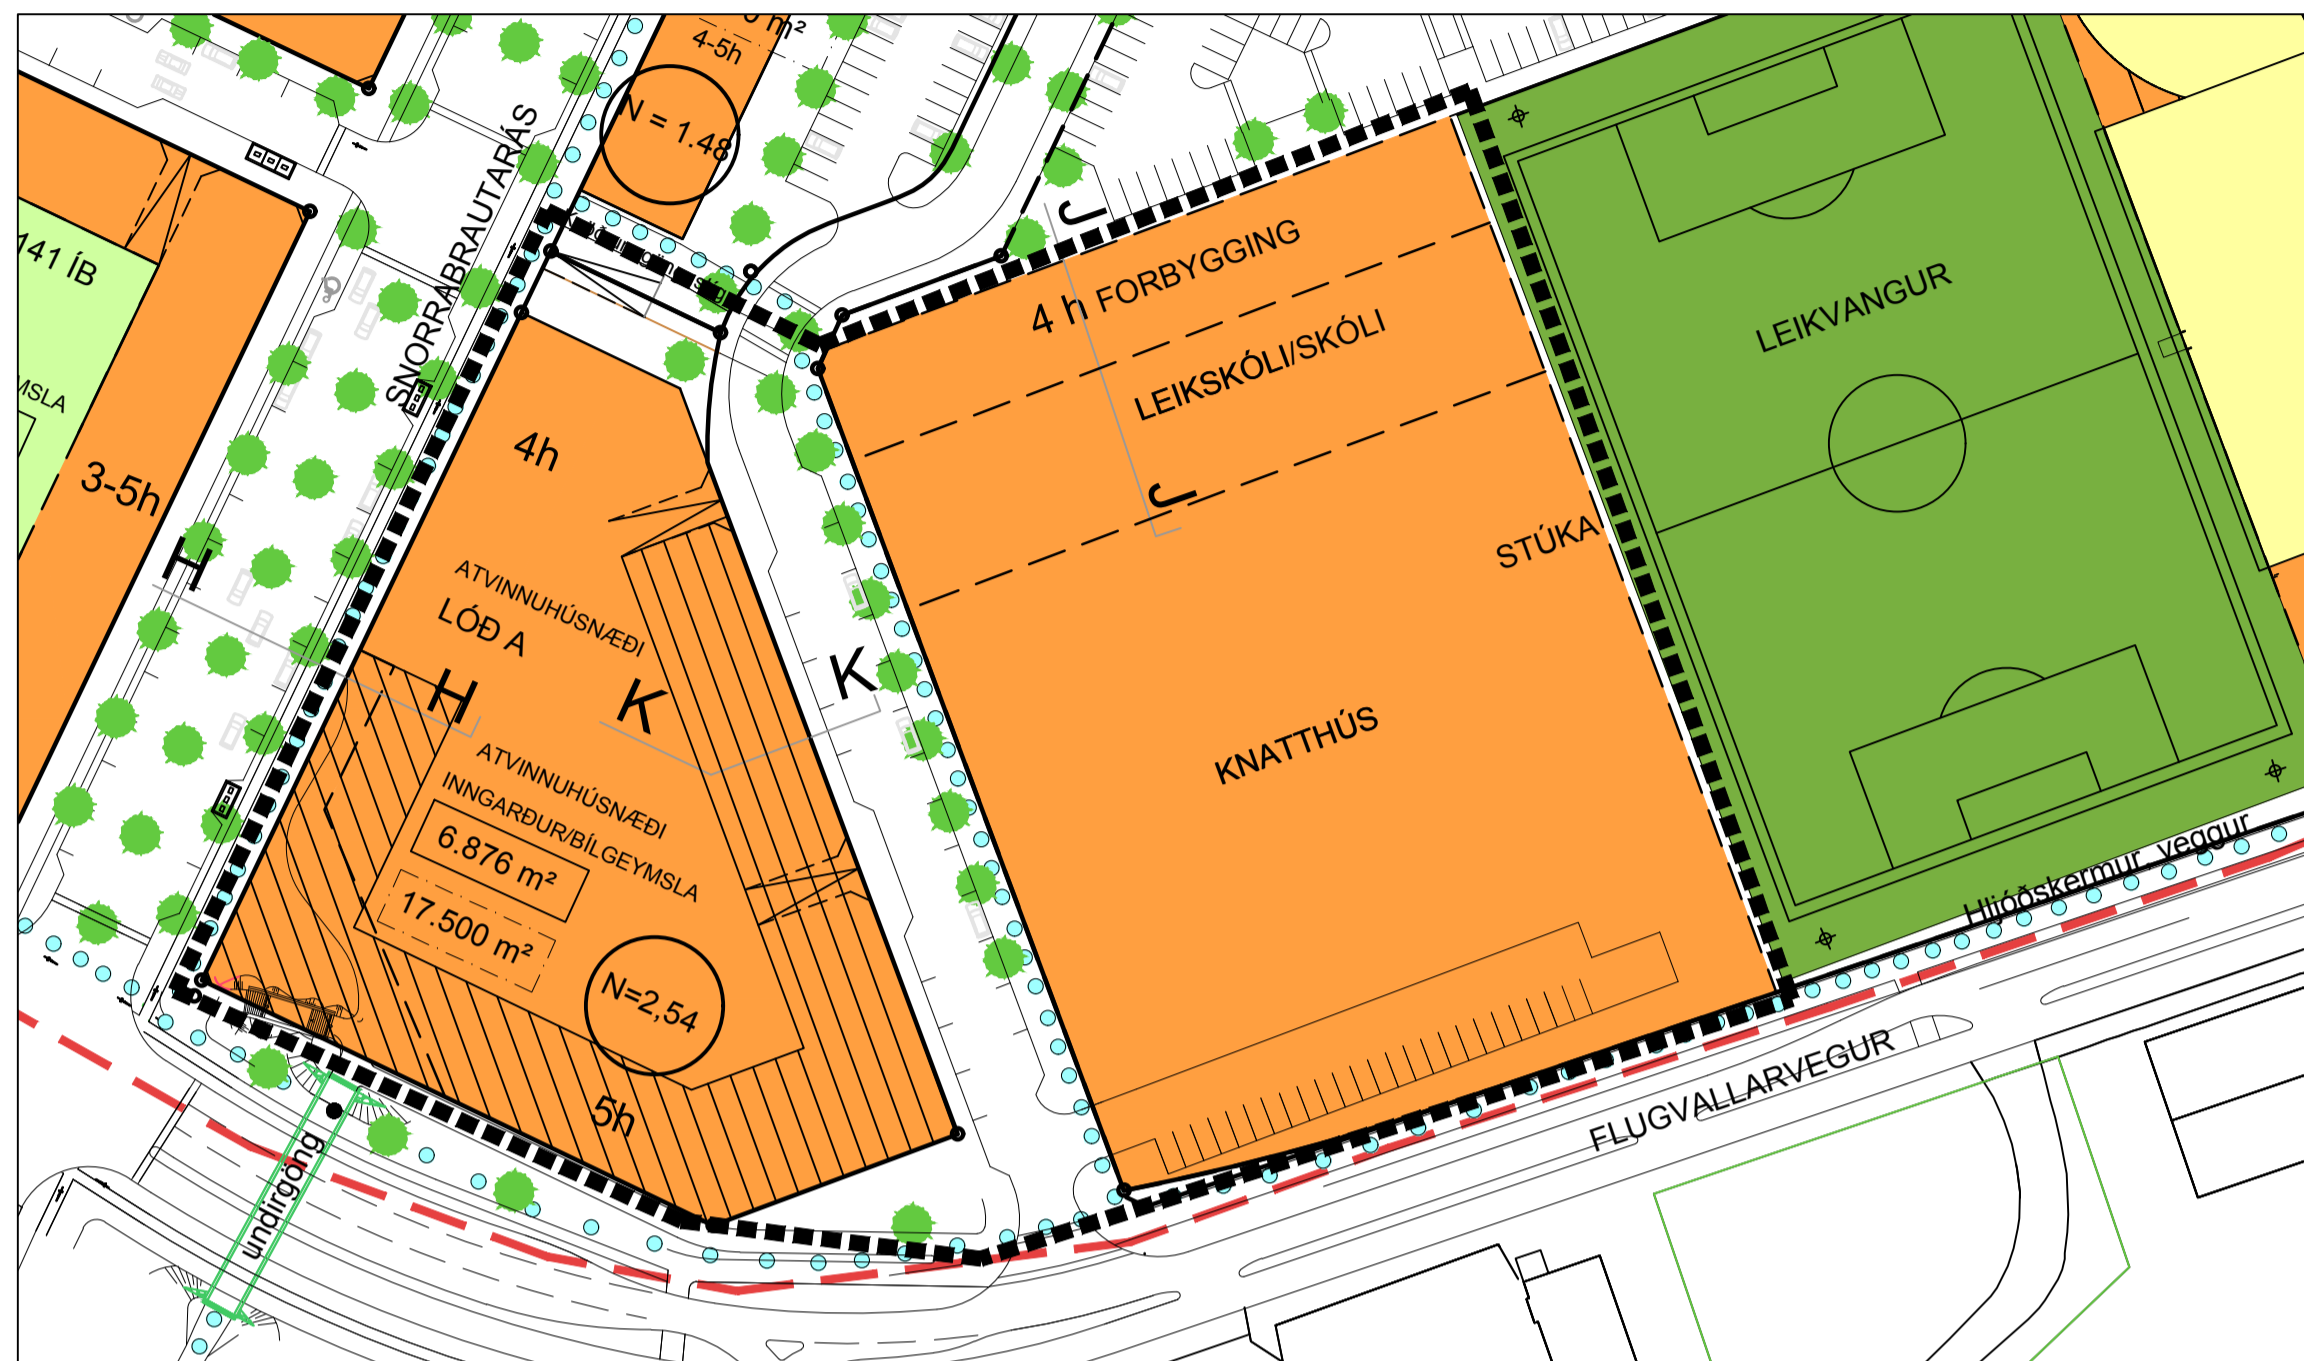 m²
4-5h
N = 1.48
SNORRABRAUTARÁS
141 ÍB
3-5h
J
4 h FORBYGGING
LEIKSKÓLI/SKÓLI
J
LEIKVANGUR
STÚKA
4h
ATVINNUHÚSNÆÐI
LÓÐ A
H
H
K
K
KNATTHÚS
ATVINNUHÚSNÆÐI
INNGARÐUR/BÍLGEYMSLA
6.876 m²
17.500 m²
N=2,54
5h
Hljóðskermur, veggur
FLUGVALLARVEGUR
undirgöng